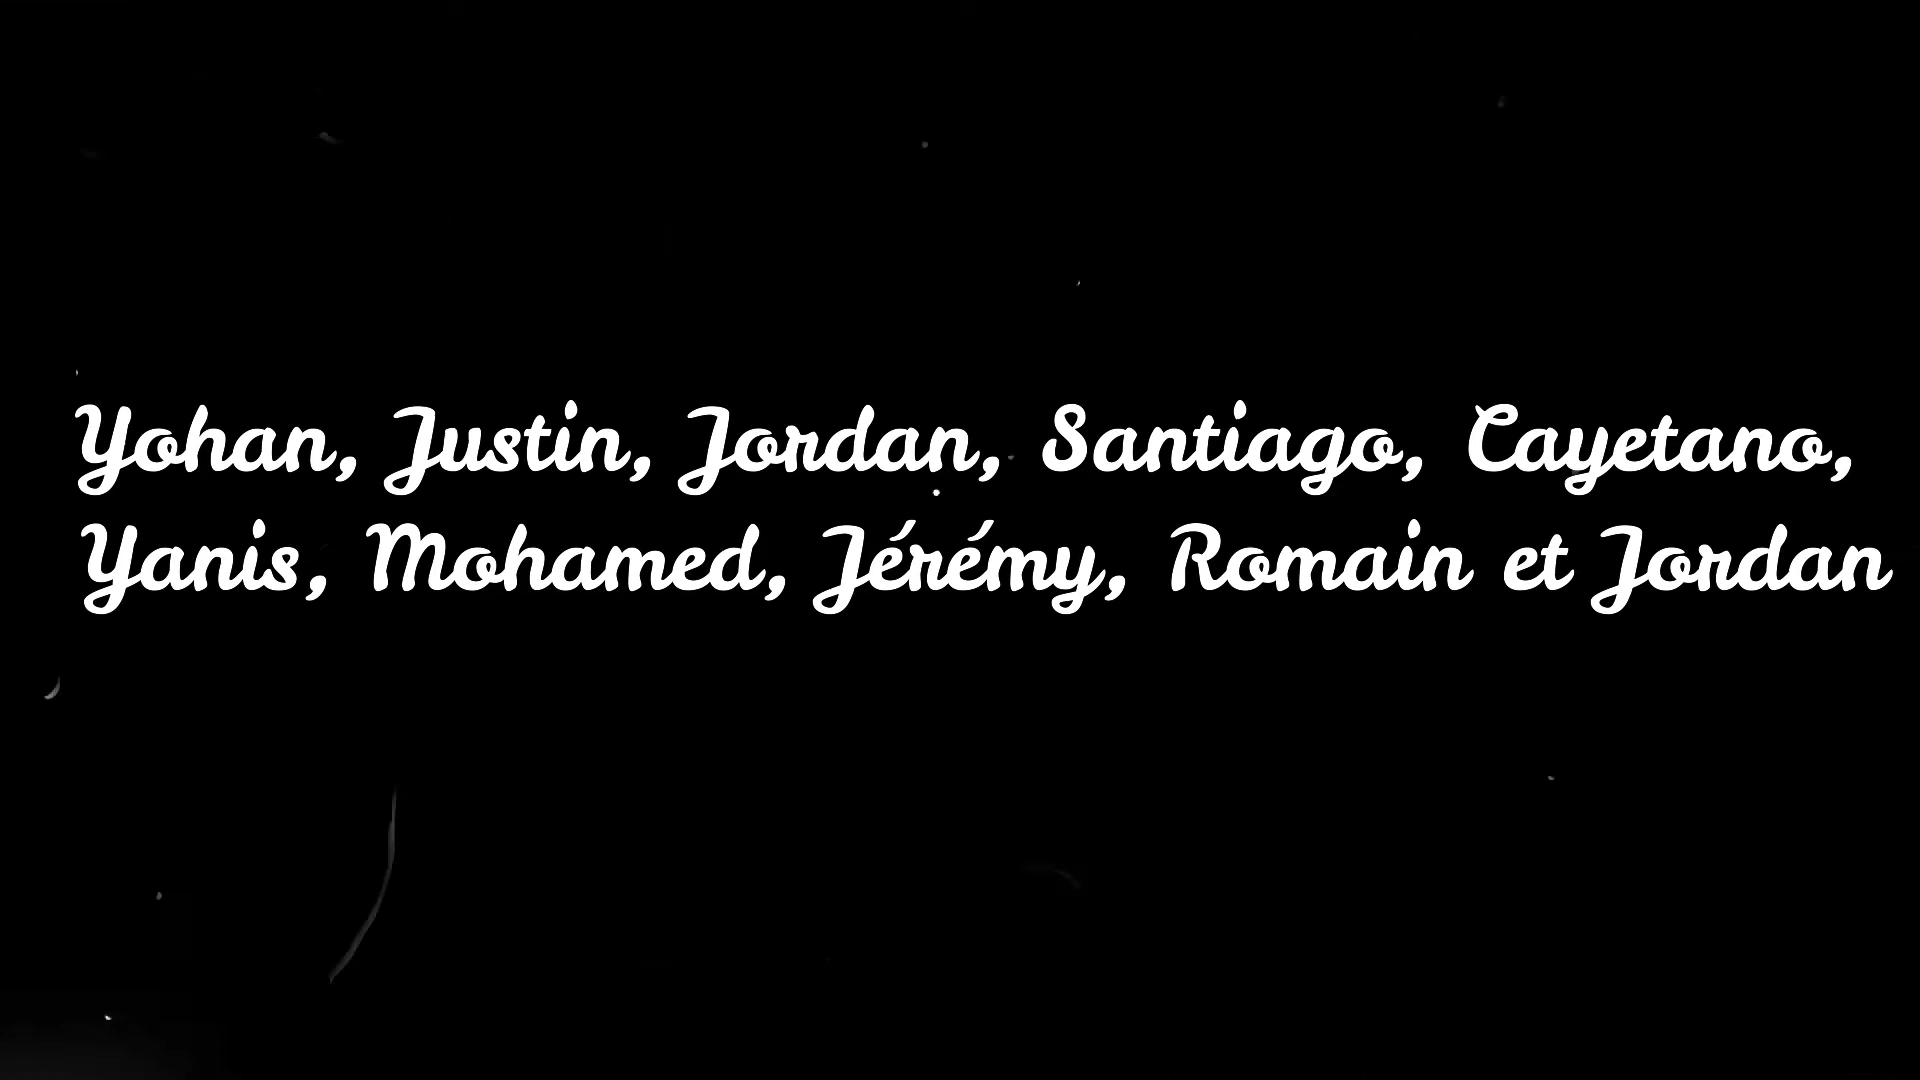 Yohan, Justin, Jordan, Santiago, Cayetano,
Yanis, Mohamed, Jérémy, Romain et Jordan